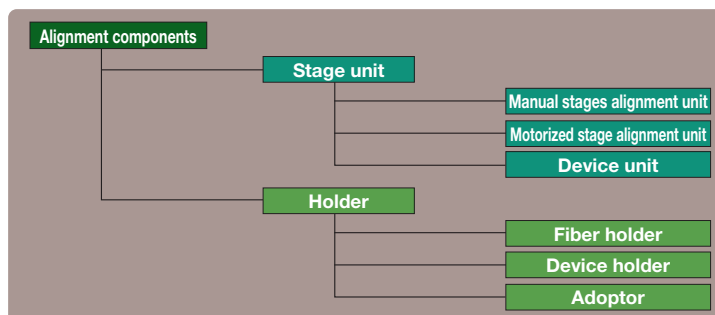 Alignment components
Stage unit
Manual stages alignment unit
Motorized stage alignment unit
Device unit
Holder
Fiber holder
Device holder
Adoptor